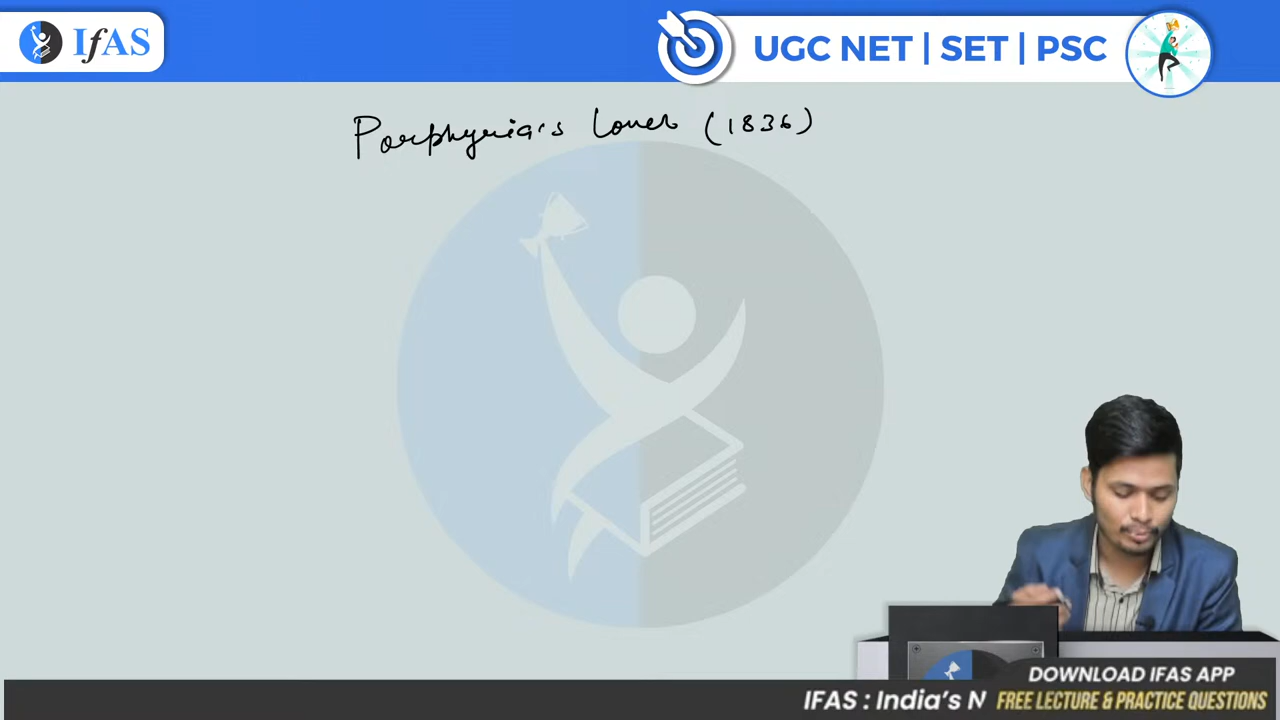 IfAS
UGC NET | SET | PSC
Porphyria's Lover (1836)
DOWNLOAD IFAS APP
IFAS : India's N
FREE LECTURE & PRACTICE QUESTIONS